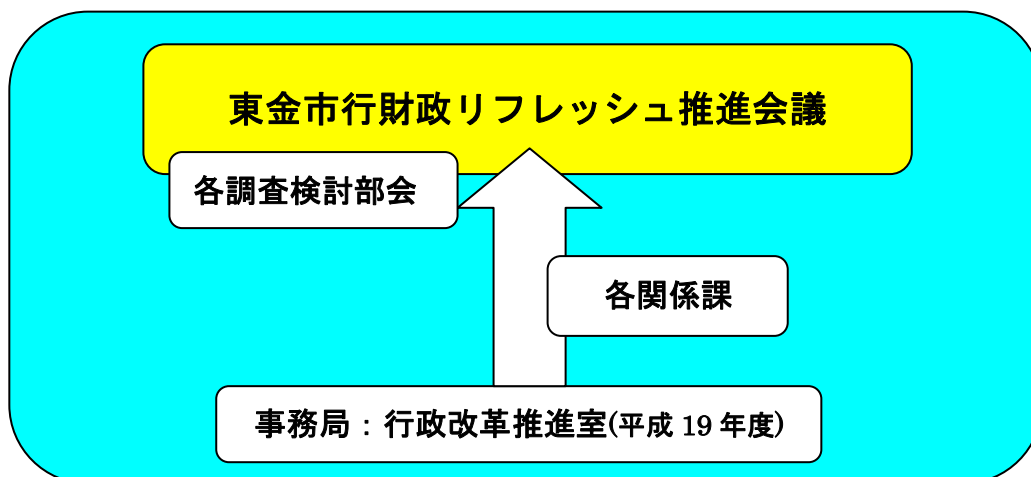 東金市行財政リフレッシュ推進会議
各調査検討部会
各関係課
事務局：行政改革推進室(平成 19 年度)